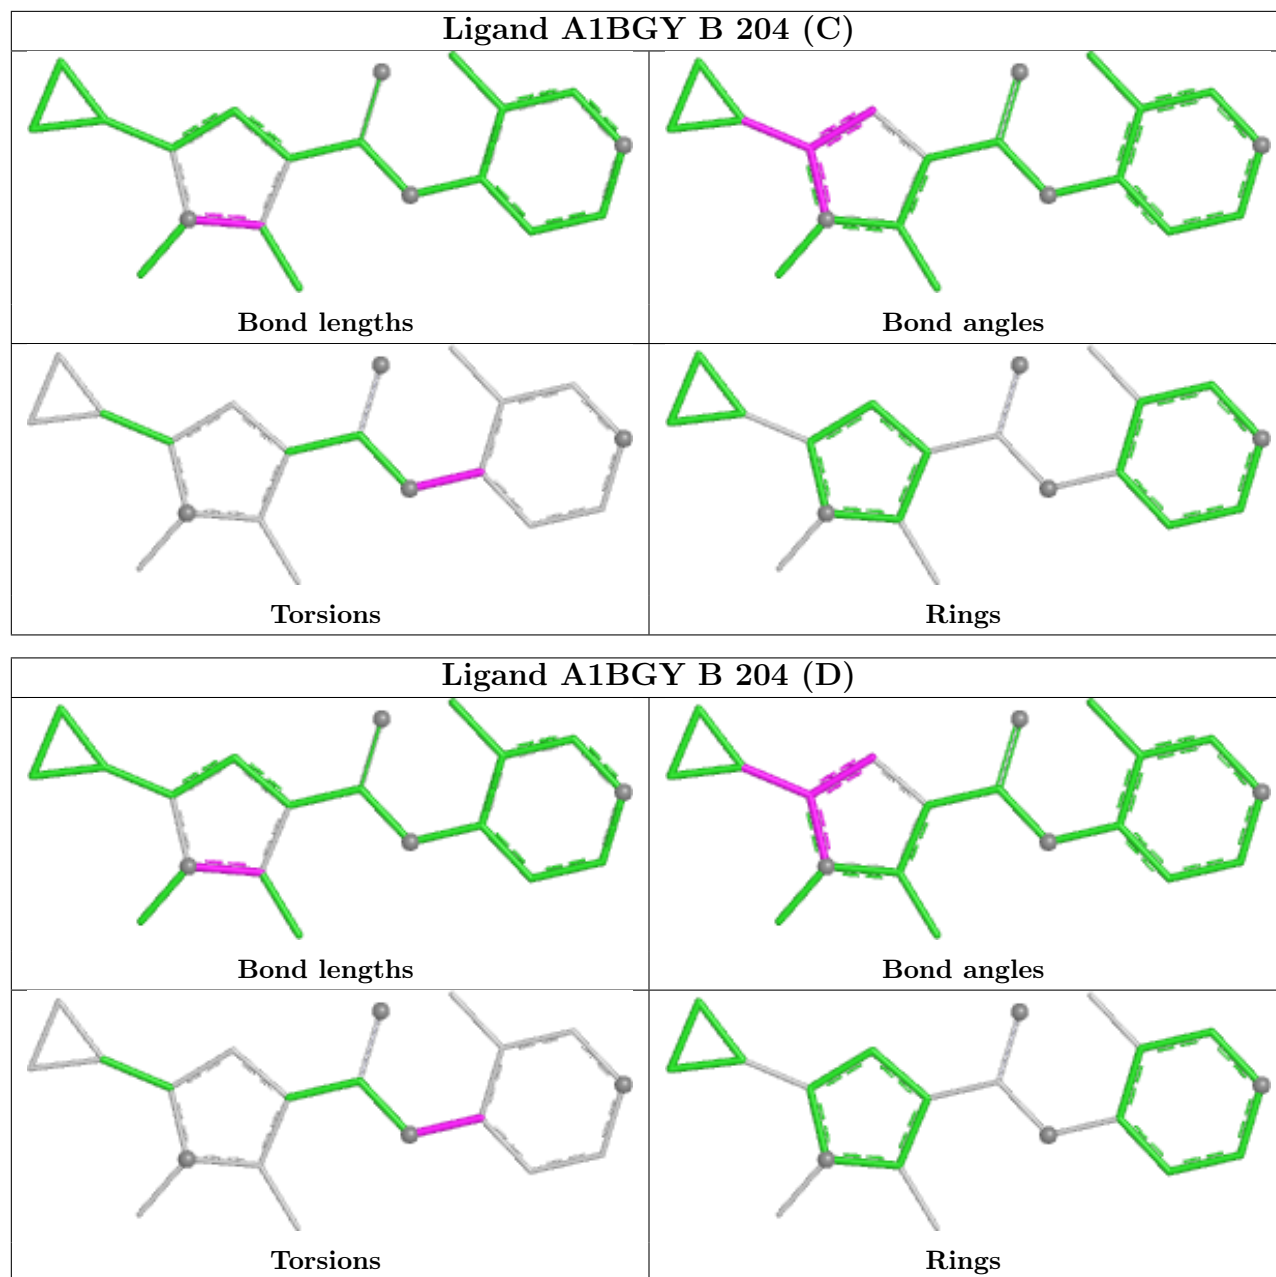 Ligand A1BGY B 204 (C)
Bond lengths
Bond angles
Torsions
Rings
Ligand A1BGY B 204 (D)
Bond lengths
Bond angles
Torsions
Rings